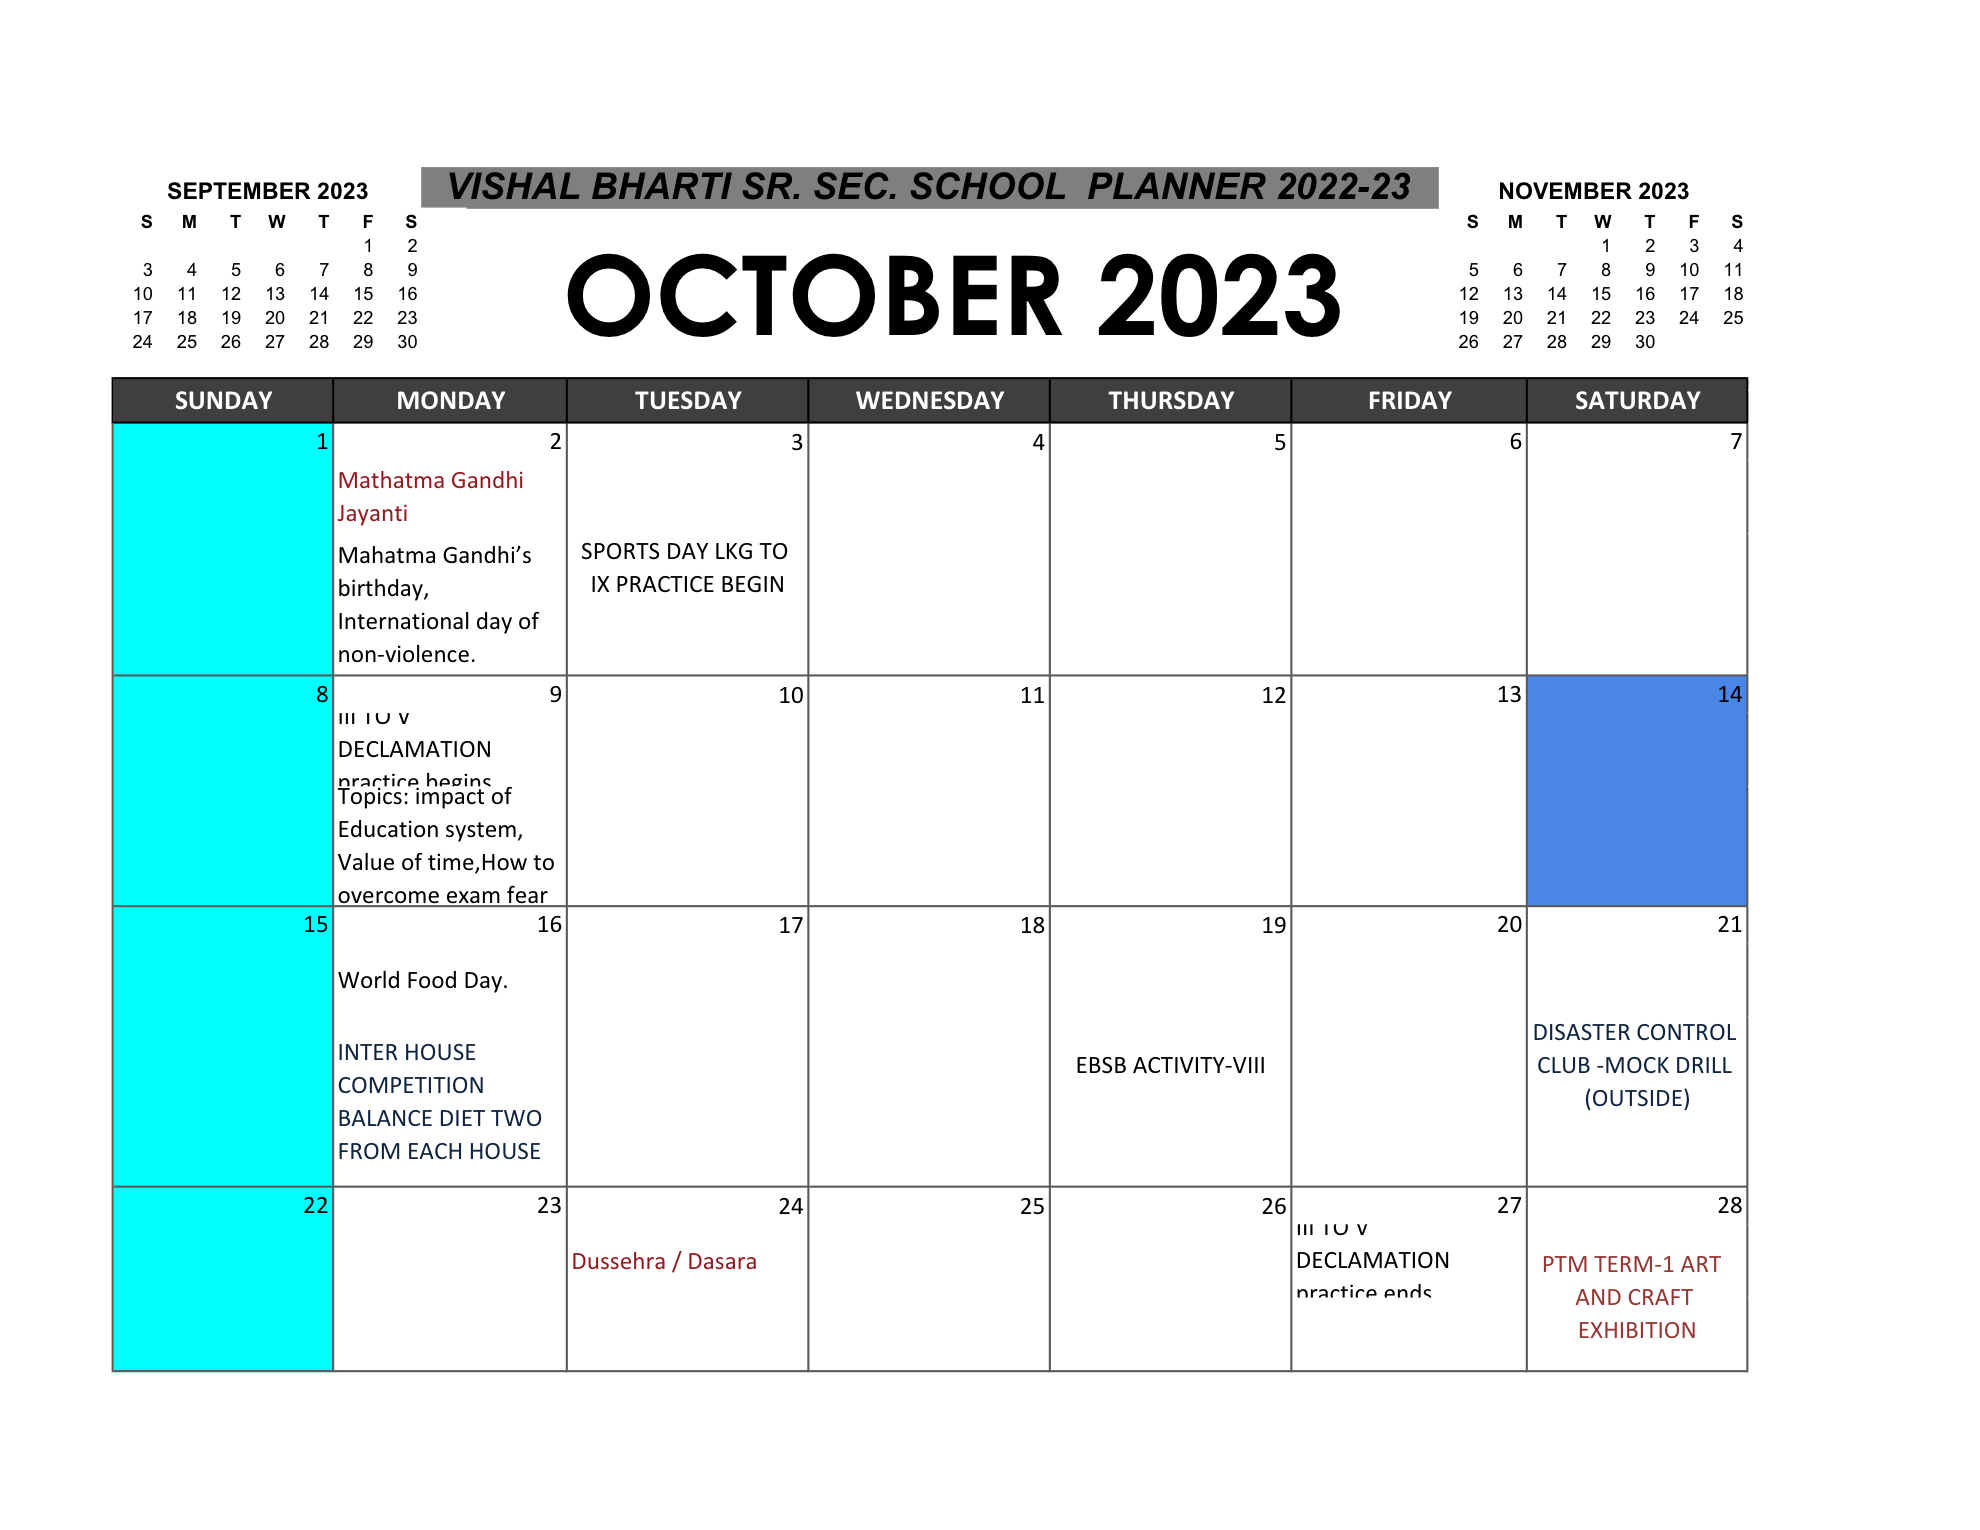 VISHAL BHARTI SR. SEC. SCHOOL PLANNER 2022-23
SEPTEMBER 2023
S M T W T F S
1 2
3 4 5 6 7 8 9
10 11 12 13 14 15 16
17 18 19 20 21 22 23
24 25 26 27 28 29 30
OCTOBER 2023
NOVEMBER 2023
S M T W T F S
1 2 3 4
5 6 7 8 9 10 11
12 13 14 15 16 17 18
19 20 21 22 23 24 25
26 27 28 29 30
SUNDAY MONDAY TUESDAY WEDNESDAY THURSDAY FRIDAY SATURDAY
1 2 3 4 5 6 7
Mathatma Gandhi
Jayanti
Mahatma Gandhi’s
birthday,
International day of
non-violence.
SPORTS DAY LKG TO
IX PRACTICE BEGIN
8 9 10 11 12 13 14
III TO V
DECLAMATION
practice begins
Topics: impact of
Education system,
Value of time,How to
overcome exam fear
15 16 17 18 19 20 21
World Food Day.
INTER HOUSE
COMPETITION
BALANCE DIET TWO
FROM EACH HOUSE
EBSB ACTIVITY-VIII
DISASTER CONTROL
CLUB -MOCK DRILL
(OUTSIDE)
22 23 24 25 26 27 28
Dussehra / Dasara
III TO V
DECLAMATION
practice ends
PTM TERM-1 ART
AND CRAFT
EXHIBITION